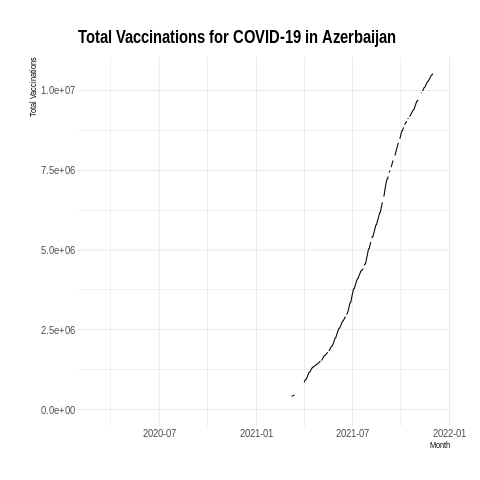 Total Vaccinations for COVID-19 in Azerbaijan
Total Vaccinations
1.0e+07
7.5e+06
5.0e+06
2.5e+06
0.0e+00
2020-07 2021-01 2021-07 2022-01
Month